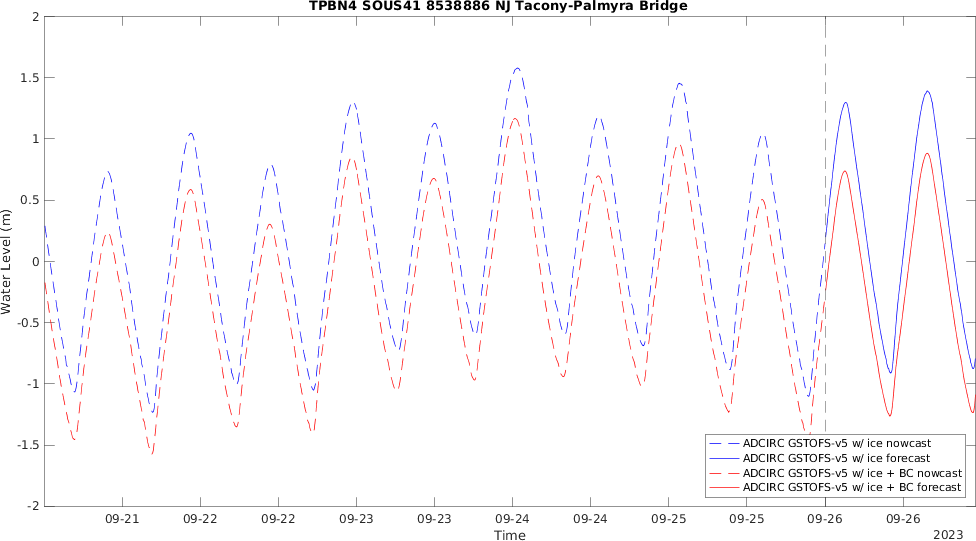 TPBN4 SOUS41 8538886 NJ Tacony-Palmyra Bridge
2
1.5
1
0.5
0
-0.5
-1
-1.5
-2
Water Level (m)
ADCIRC GSTOFS-v5 w/ ice nowcast
ADCIRC GSTOFS-v5 w/ ice forecast
ADCIRC GSTOFS-v5 w/ ice + BC nowcast
ADCIRC GSTOFS-v5 w/ ice + BC forecast
09-21 09-22 09-22 09-23 09-23 09-24 09-24 09-25 09-25 09-26 09-26
Time
2023